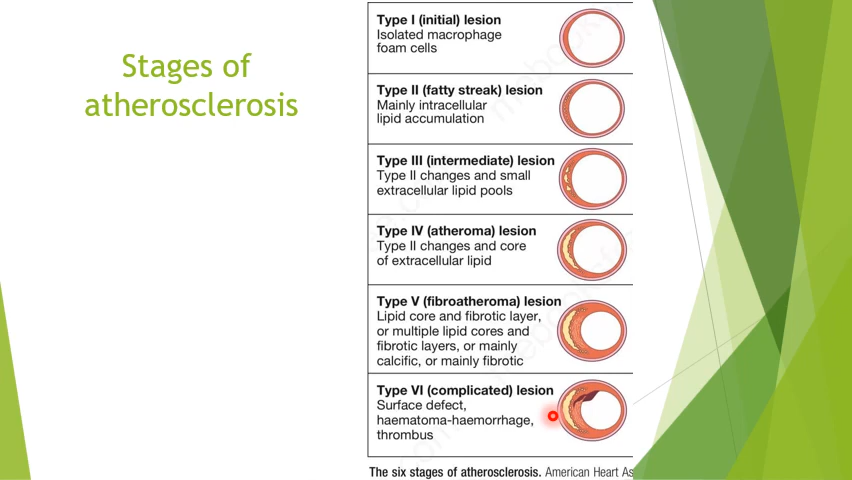 Stages of
atherosclerosis
Type I (initial) lesion
Isolated macrophage
foam cells
Type II (fatty streak) lesion
Mainly intracellular
lipid accumulation
Type III (intermediate) lesion
Type II changes and small
extracellular lipid pools
Type IV (atheroma) lesion
Type II changes and core
of extracellular lipid
Type V (fibroatheroma) lesion
Lipid core and fibrotic layer,
or multiple lipid cores and
fibrotic layers, or mainly
calcific, or mainly fibrotic
Type VI (complicated) lesion
Surface defect,
haematoma-haemorrhage,
thrombus
The six stages of atherosclerosis. American Heart As